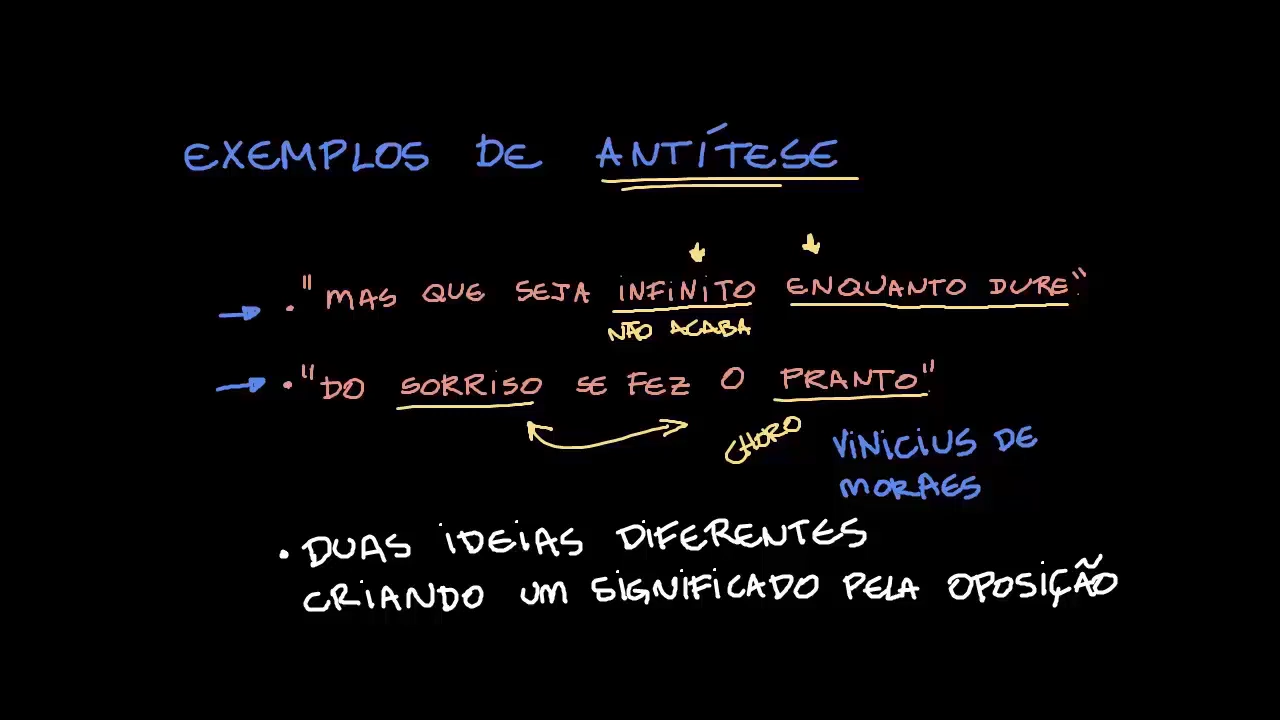 EXEMPLOS DE ANTÍTESE
• "MAS QUE SEJA INFINITO ENQUANTO DURE".
NÃO ACABA
• "DO SORRISO SE FEZ O PRANTO".
CHORO
VINICIUS DE
MORAES
• DUAS IDEIAS DIFERENTES
CRIANDO UM SIGNIFICADO PELA OPOSIÇÃO